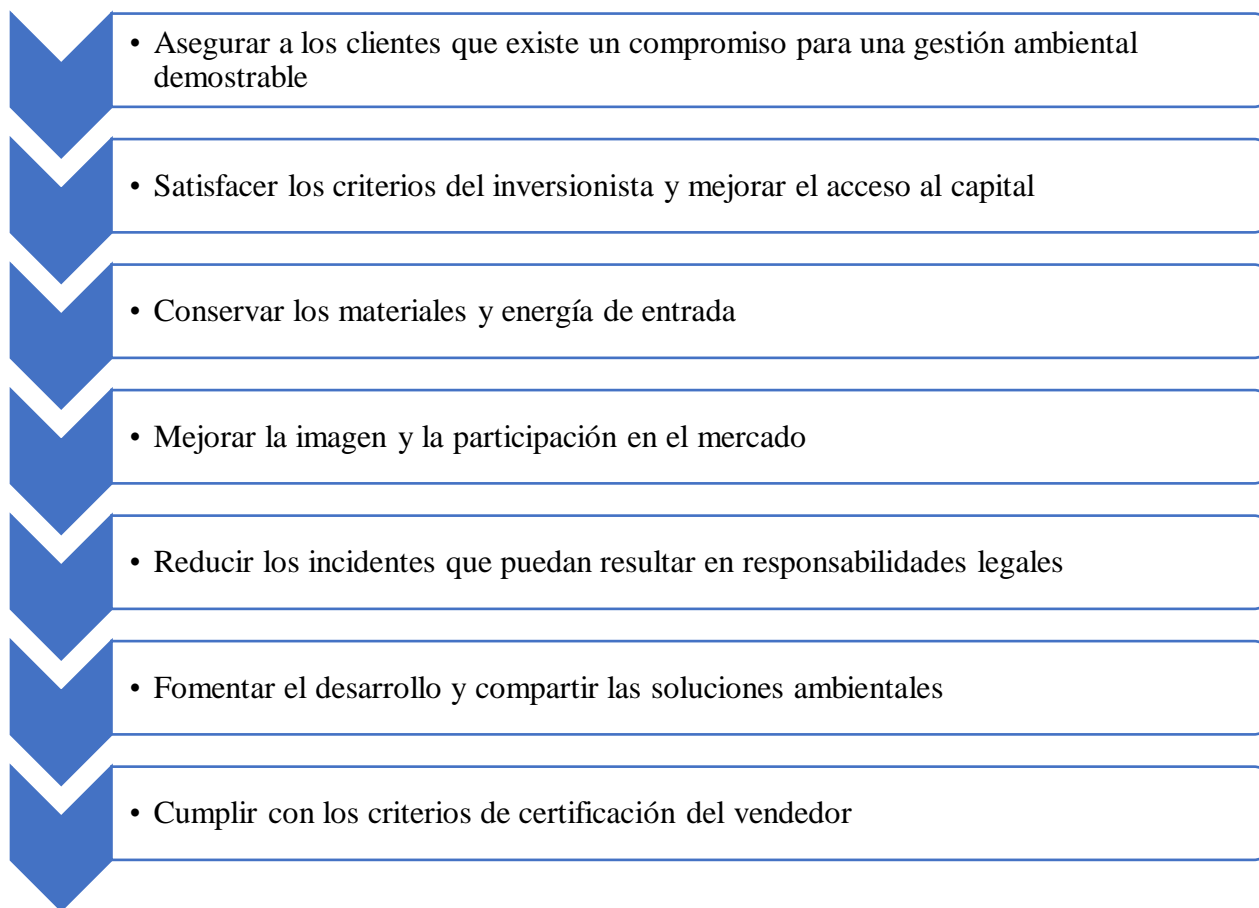 • Asegurar a los clientes que existe un compromiso para una gestión ambiental
demostrable
• Satisfacer los criterios del inversionista y mejorar el acceso al capital
• Conservar los materiales y energía de entrada
• Mejorar la imagen y la participación en el mercado
• Reducir los incidentes que puedan resultar en responsabilidades legales
• Fomentar el desarrollo y compartir las soluciones ambientales
• Cumplir con los criterios de certificación del vendedor